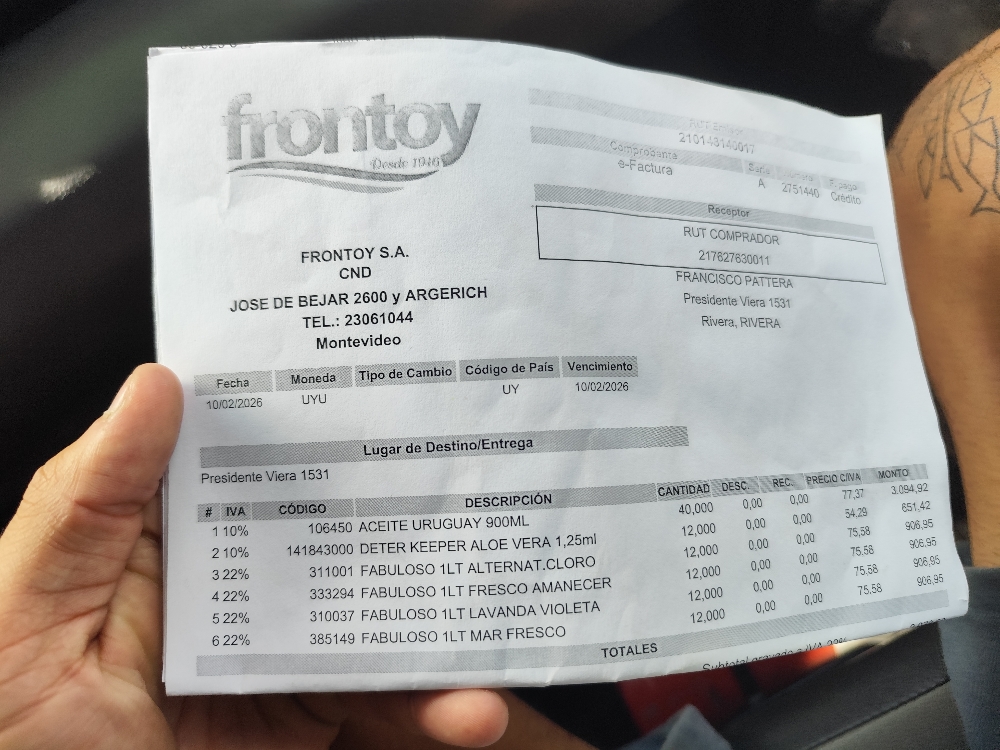 frontoy
Desde 1946
210143140017
Comprobante
e-Factura
A 2751440 Crédito
Receptor
RUT COMPRADOR
217627630011
FRANCISCO PATTERA
Presidente Viera 1531
Rivera, RIVERA
FRONTOY S.A.
CND
JOSE DE BEJAR 2600 y ARGERICH
TEL.: 23061044
Montevideo
Fecha Moneda Tipo de Cambio Código de País Vencimiento
10/02/2026 UYU UY 10/02/2026
Lugar de Destino/Entrega
Presidente Viera 1531
# IVA CÓDIGO DESCRIPCIÓN CANTIDAD DESC. REC. PRECIO C/IVA MONTO
1 10% 106450 ACEITE URUGUAY 900ML 40,000 0,00 0,00 77,37 3.094,92
2 10% 141843000 DETER KEEPER ALOE VERA 1,25ml 12,000 0,00 0,00 54,29 651,42
3 22% 311001 FABULOSO 1LT ALTERNAT.CLORO 12,000 0,00 0,00 75,58 906,95
4 22% 333294 FABULOSO 1LT FRESCO AMANECER 12,000 0,00 0,00 75,58 906,95
5 22% 310037 FABULOSO 1LT LAVANDA VIOLETA 12,000 0,00 0,00 75,58 906,95
6 22% 385149 FABULOSO 1LT MAR FRESCO 12,000 0,00 0,00 75,58 906,95
TOTALES